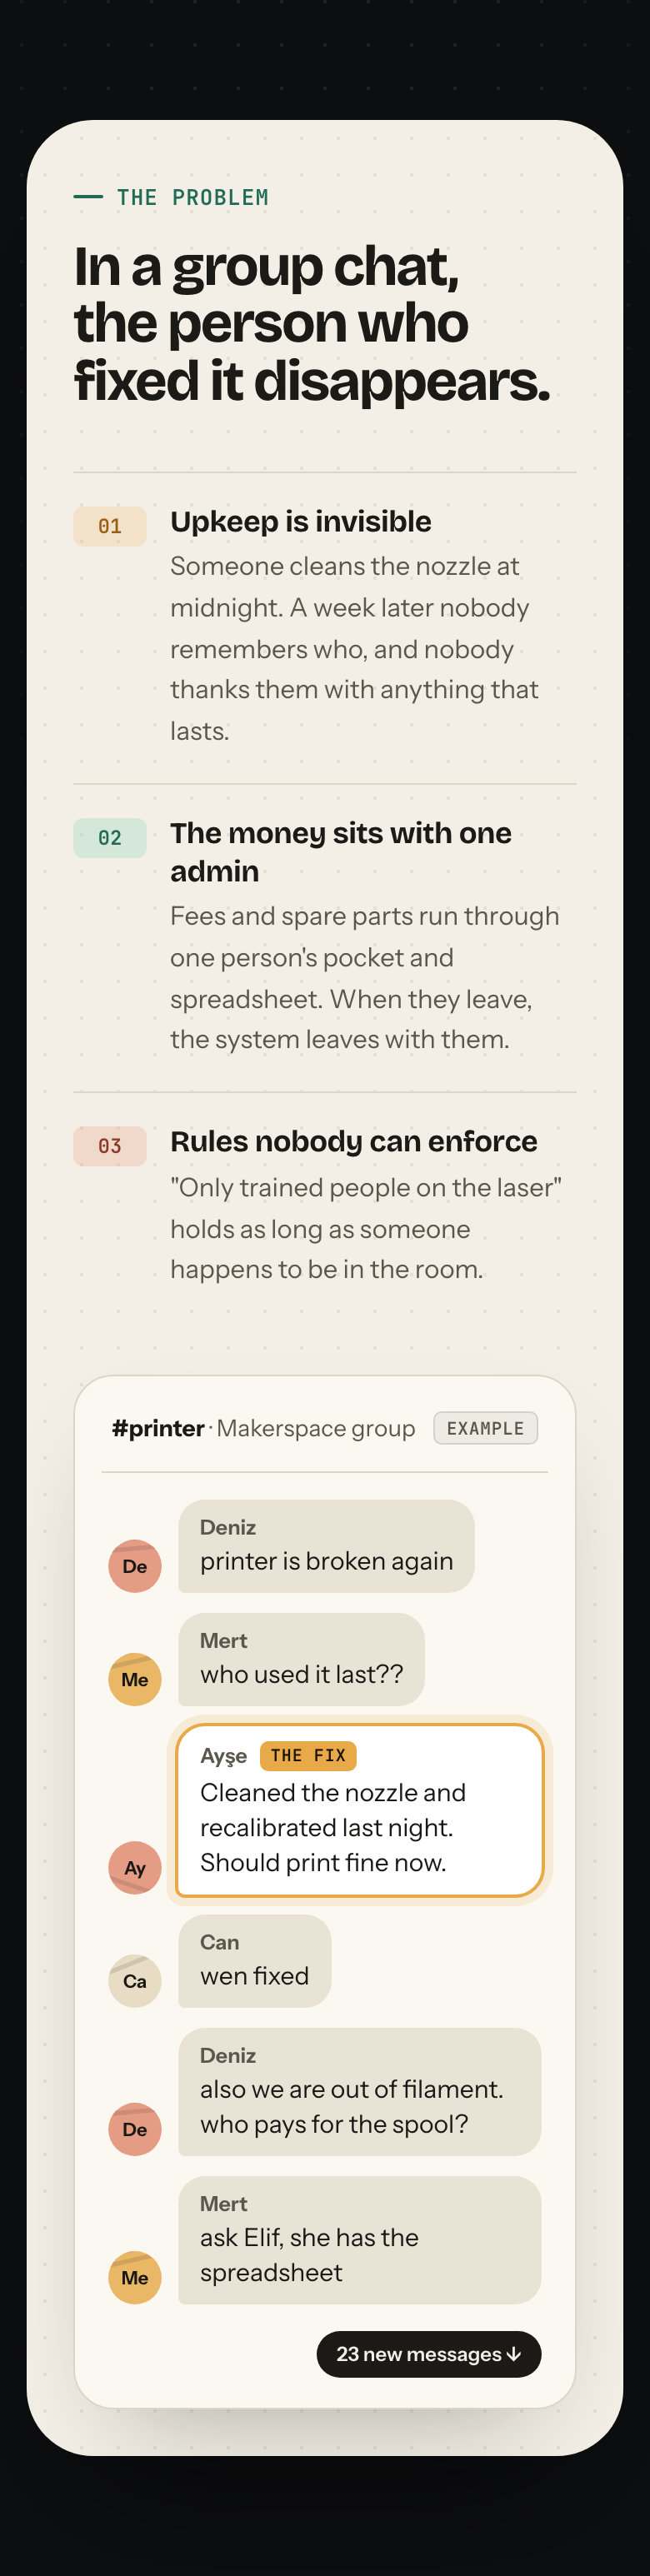 THE PROBLEM
In a group chat,
the person who
fixed it disappears.
01
Upkeep is invisible
Someone cleans the nozzle at
midnight. A week later nobody
remembers who, and nobody
thanks them with anything that
lasts.
02
The money sits with one
admin
Fees and spare parts run through
one person's pocket and
spreadsheet. When they leave,
the system leaves with them.
03
Rules nobody can enforce
"Only trained people on the laser"
holds as long as someone
happens to be in the room.
#printer · Makerspace group EXAMPLE
Deniz
printer is broken again
De
Mert
who used it last??
Me
Ayşe THE FIX
Cleaned the nozzle and
recalibrated last night.
Should print fine now.
Ay
Can
wen fixed
Ca
Deniz
also we are out of filament.
who pays for the spool?
De
Mert
ask Elif, she has the
spreadsheet
Me
23 new messages ↓